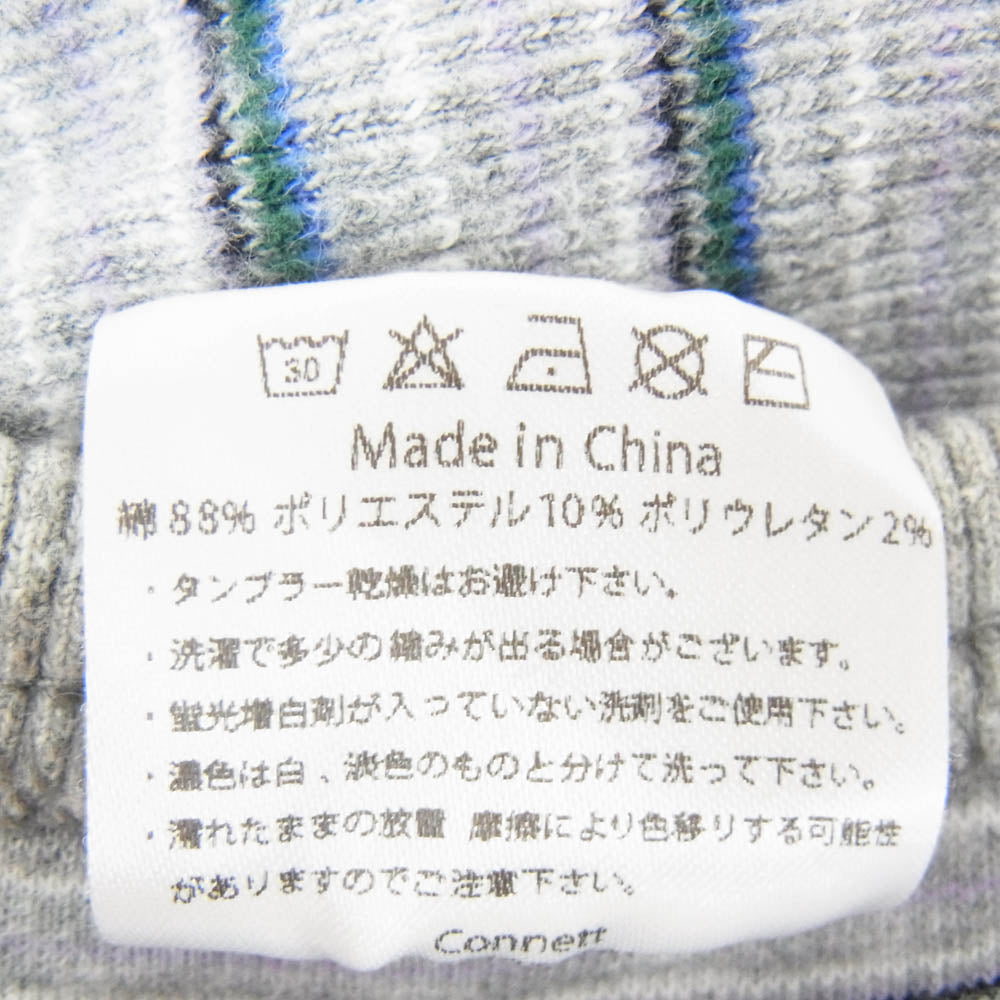 30
Made in China
綿88% ポリエステル10% ポリウレタン2%
・タンブラー乾燥はお避け下さい。
・洗濯で多少の縮みが出る場合がございます。
・蛍光増白剤が入っていない洗剤をご使用下さい。
・濃色は白、淡色のものと分けて洗って下さい。
・濡れたままの放置 摩擦により色移りする可能性
がありますのでご注意下さい。
Connett